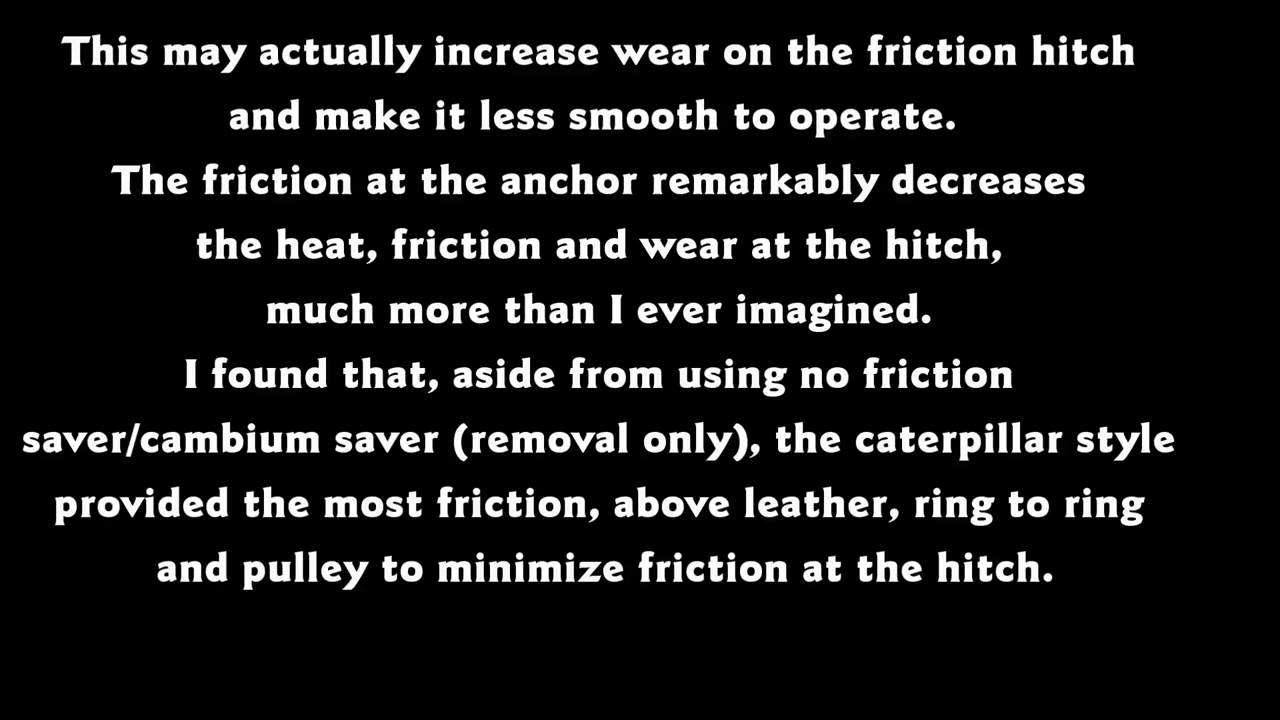 This may actually increase wear on the friction hitch
and make it less smooth to operate.
The friction at the anchor remarkably decreases
the heat, friction and wear at the hitch,
much more than I ever imagined.
I found that, aside from using no friction
saver/cambium saver (removal only), the caterpillar style
provided the most friction, above leather, ring to ring
and pulley to minimize friction at the hitch.